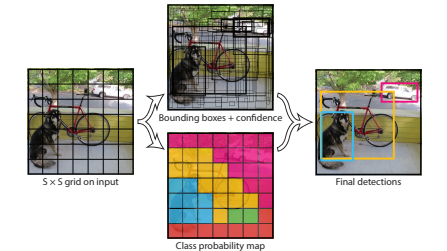 Bounding boxes + confidence
S × S grid on input
Final detections
Class probability map